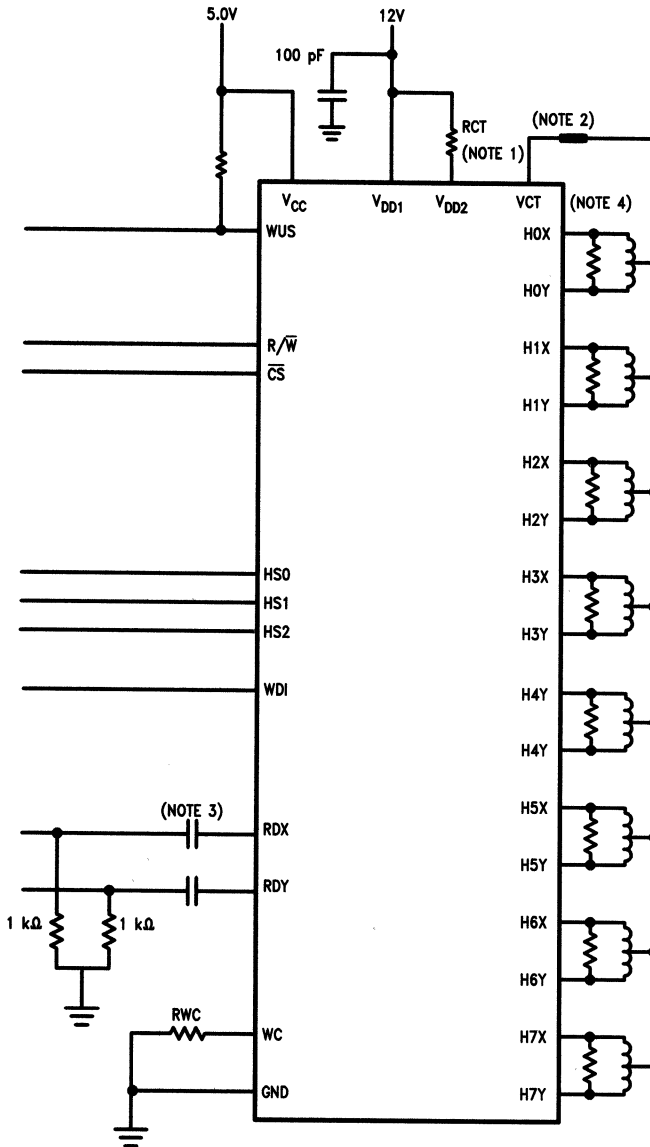 5.0V
12V
100 pF
RCT
(NOTE 1)
(NOTE 2)
VCC
VDD1
VDD2
VCT
(NOTE 4)
WUS
H0X
H0Y
R/W̅
C̅S̅
H1X
H1Y
H2X
H2Y
HS0
HS1
HS2
H3X
H3Y
WDI
H4Y
H4Y
(NOTE 3)
RDX
H5X
RDY
H5Y
1 kΩ
1 kΩ
H6X
H6Y
RWC
WC
H7X
GND
H7Y